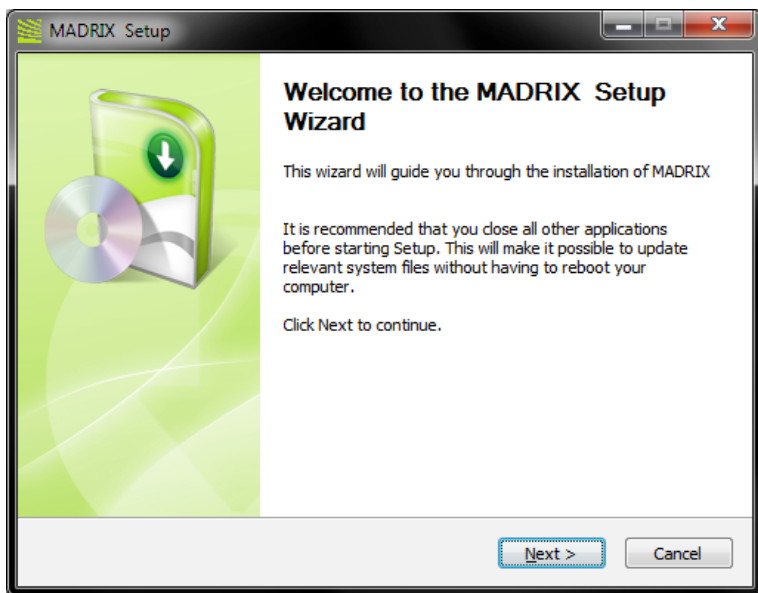 MADRIX Setup
Welcome to the MADRIX Setup
Wizard
This wizard will guide you through the installation of MADRIX
It is recommended that you close all other applications
before starting Setup. This will make it possible to update
relevant system files without having to reboot your
computer.
Click Next to continue.
Next >
Cancel